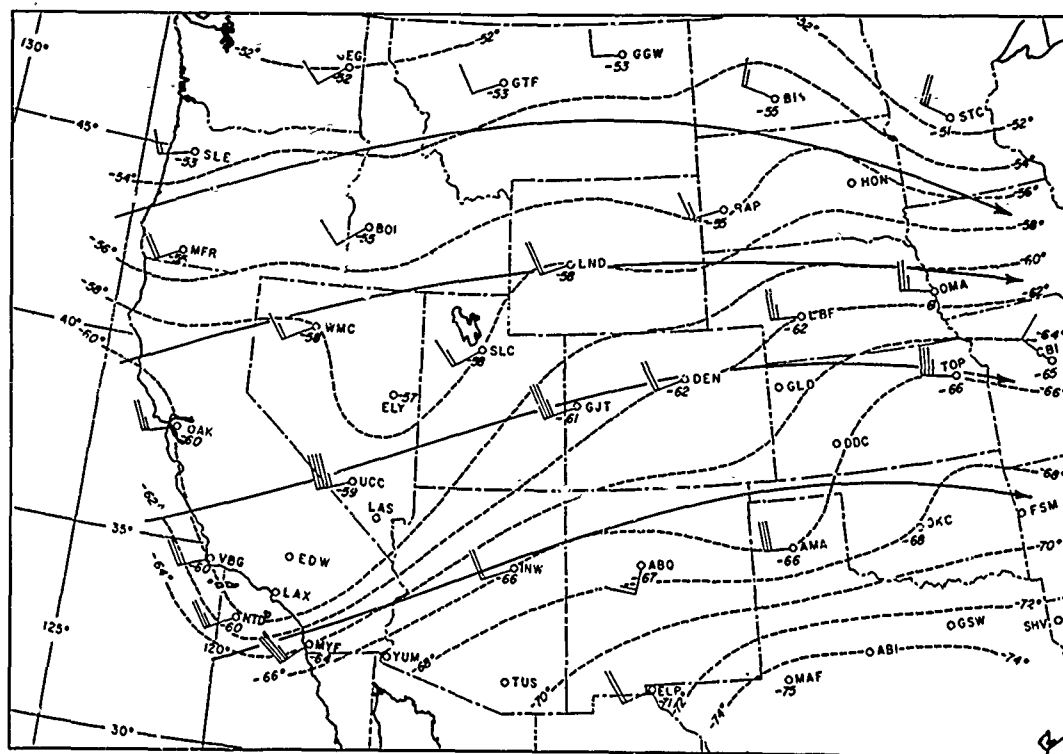 130°
-52°
GEG
-52
-52°
GGW
-53
-52°
GTF
-53
BIS
-55
STC
-51
-52°
45°
SLE
-53
-54°
-54°
HON
-56°
RAP
-55
-58°
BOI
-55
MFR
-56°
LND
-58
-60°
-58°
OMA
-62°
40°
-60°
WMC
-58
LBF
-62
SLC
-58
-64°
BI
-65
TOP
-66
-66°
DEN
-62
GLD
-57
ELY
GJT
-61
OAK
-60
DDC
UCC
-59
-68°
-62°
LAS
FSM
35°
OKC
-68
VBG
-60
EDW
AMA
-66
-70°
-64°
INW
-66
ABQ
67
LAX
NTD
-60
-72°
GSW
SHV
125°
120°
MYF
-64
YUM
-68°
-66°
ABI
-74°
TUS
-70°
ELP
-71
-72
MAF
-75
-74°
30°